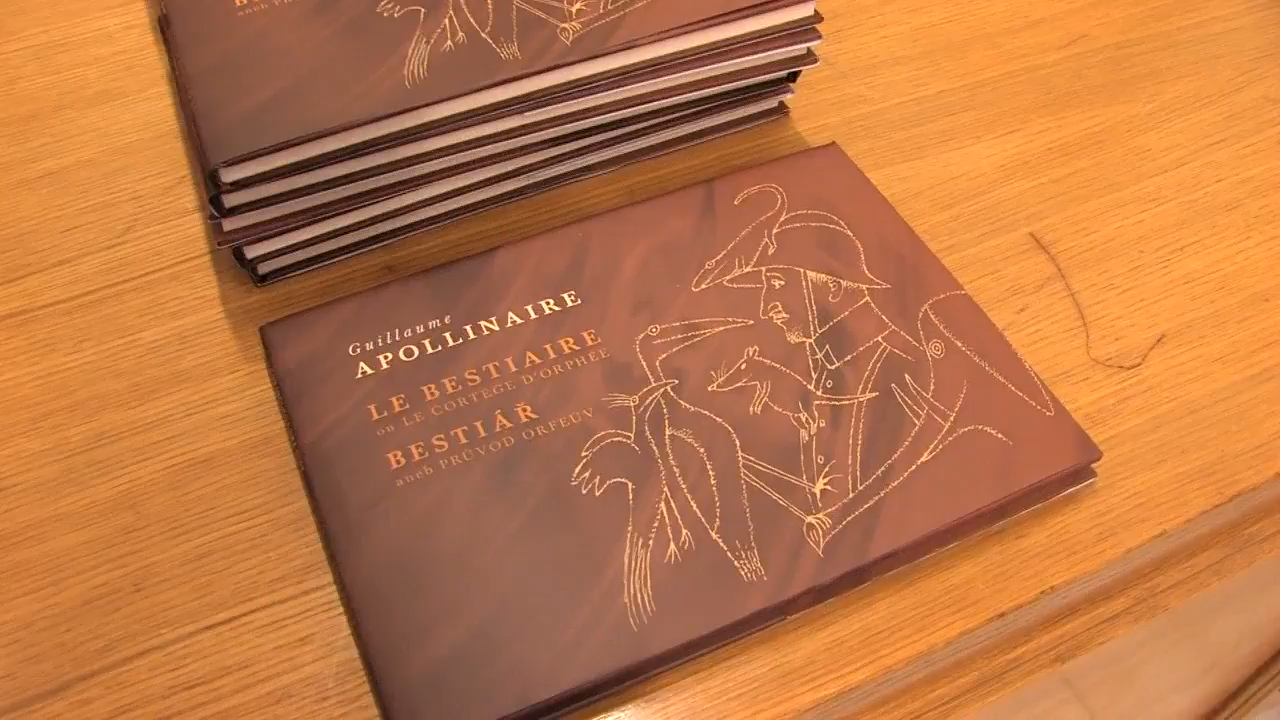 Guillaume
APOLLINAIRE
LE BESTIAIRE
ou LE CORTÈGE D'ORPHÉE
BESTIÁŘ
aneb PRŮVOD ORFEŮV